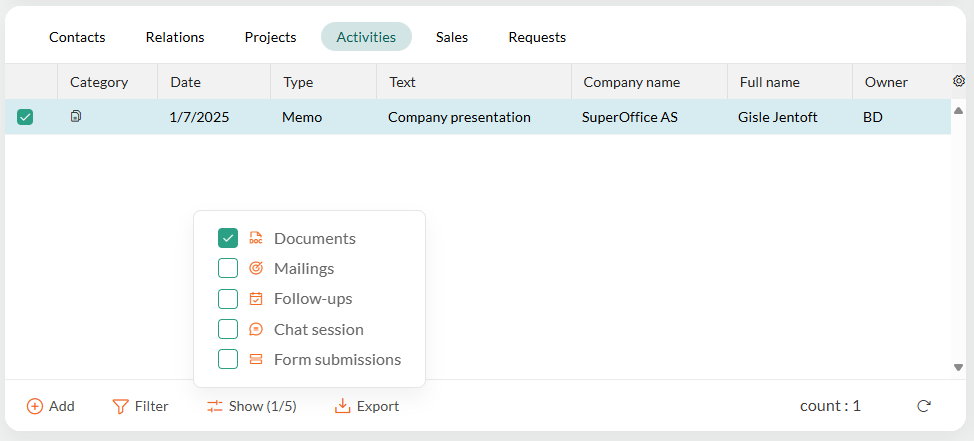 Contacts Relations Projects Activities Sales Requests
Category Date Type Text Company name Full name Owner
1/7/2025 Memo Company presentation SuperOffice AS Gisle Jentoft BD
DOC Documents
Mailings
Follow-ups
Chat session
Form submissions
Add Filter Show (1/5) Export count : 1